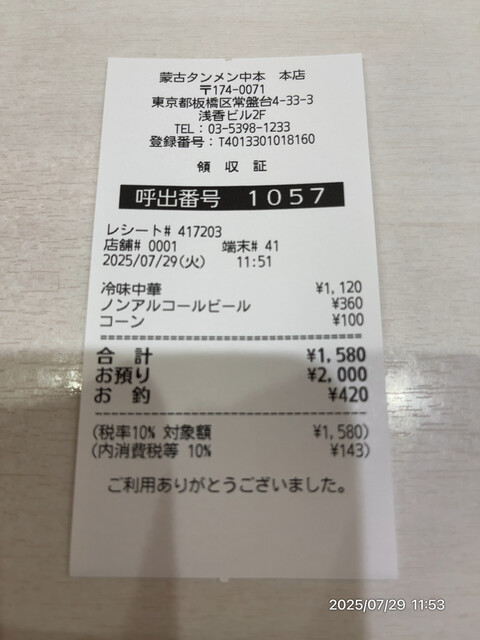 蒙古タンメン中本　本店
〒174-0071
東京都板橋区常盤台4-33-3
浅香ビル2F
TEL：03-5398-1233
登録番号：T4013301018160
領　収　証
呼出番号　１０５７
レシート# 417203
店舗# 0001　　端末# 41
2025/07/29(火)　　11:51
冷味中華　¥1,120
ノンアルコールビール　¥360
コーン　¥100
合　計　¥1,580
お預り　¥2,000
お　釣　¥420
(税率10% 対象額　¥1,580)
(内消費税等 10%　¥143)
ご利用ありがとうございました。
2025/07/29 11:53